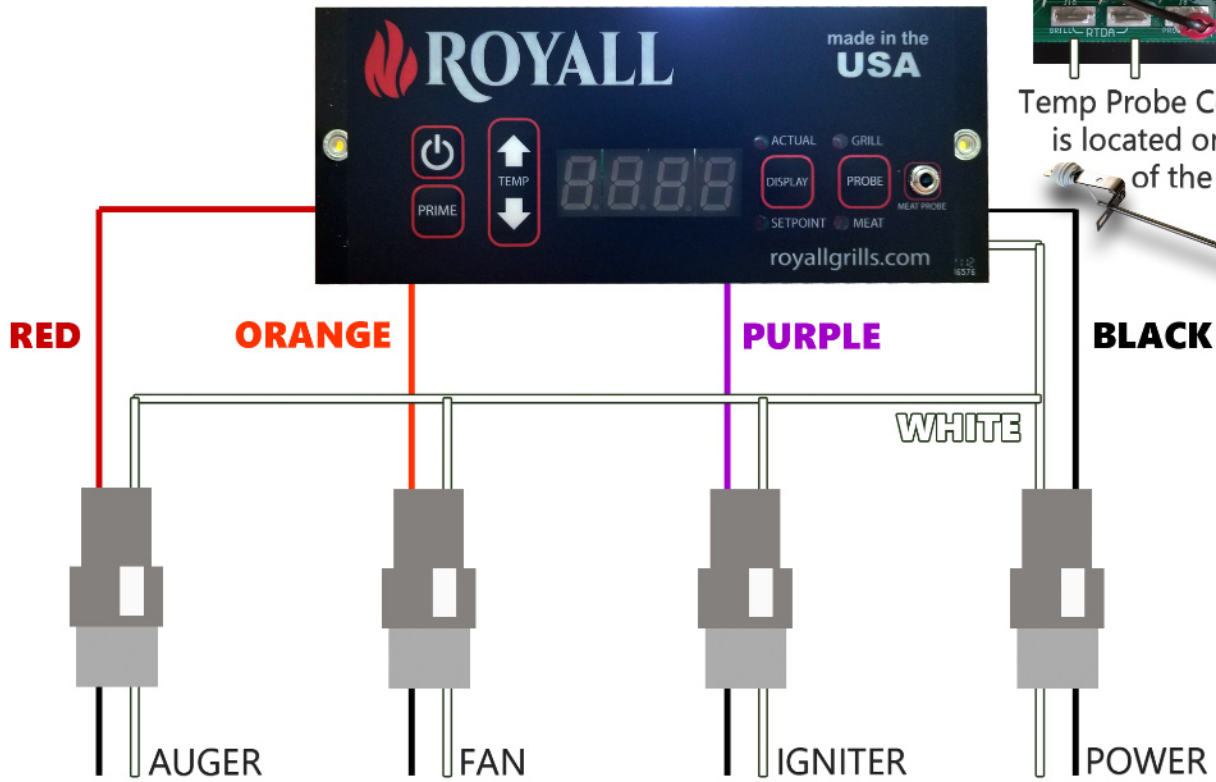 ROYALL
made in the
USA
TEMP
PRIME
ACTUAL
GRILL
DISPLAY
PROBE
MEAT PROBE
SETPOINT
MEAT
royallgrills.com
GRILL
RTDA
Temp Probe C
is located o
of the
RED
ORANGE
PURPLE
BLACK
WHITE
AUGER
FAN
IGNITER
POWER